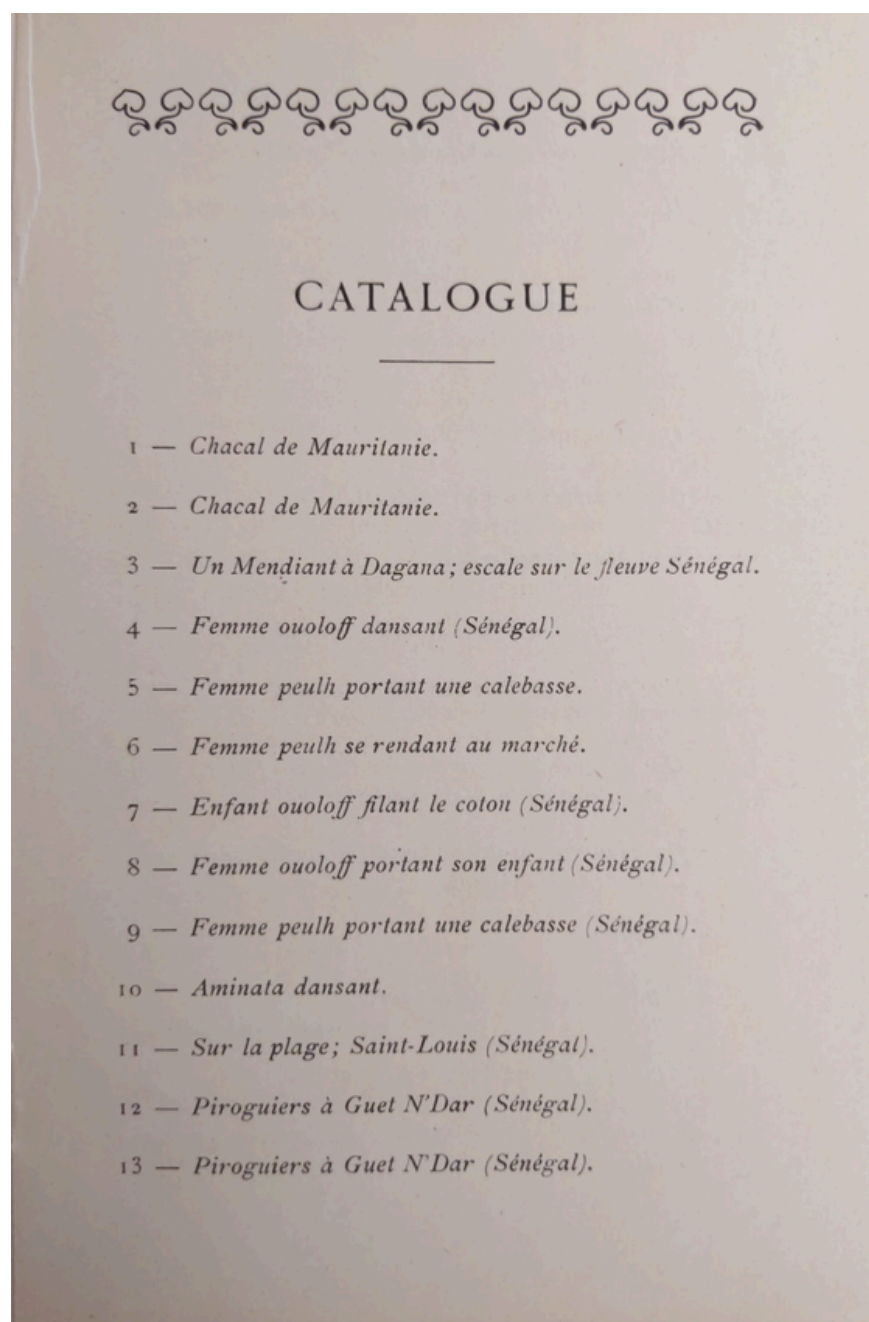 CATALOGUE
1 — Chacal de Mauritanie.
2 — Chacal de Mauritanie.
3 — Un Mendiant à Dagana; escale sur le fleuve Sénégal.
4 — Femme ouoloff dansant (Sénégal).
5 — Femme peulh portant une calebasse.
6 — Femme peulh se rendant au marché.
7 — Enfant ouoloff filant le coton (Sénégal).
8 — Femme ouoloff portant son enfant (Sénégal).
9 — Femme peulh portant une calebasse (Sénégal).
10 — Aminata dansant.
11 — Sur la plage; Saint-Louis (Sénégal).
12 — Piroguiers à Guet N'Dar (Sénégal).
13 — Piroguiers à Guet N'Dar (Sénégal).